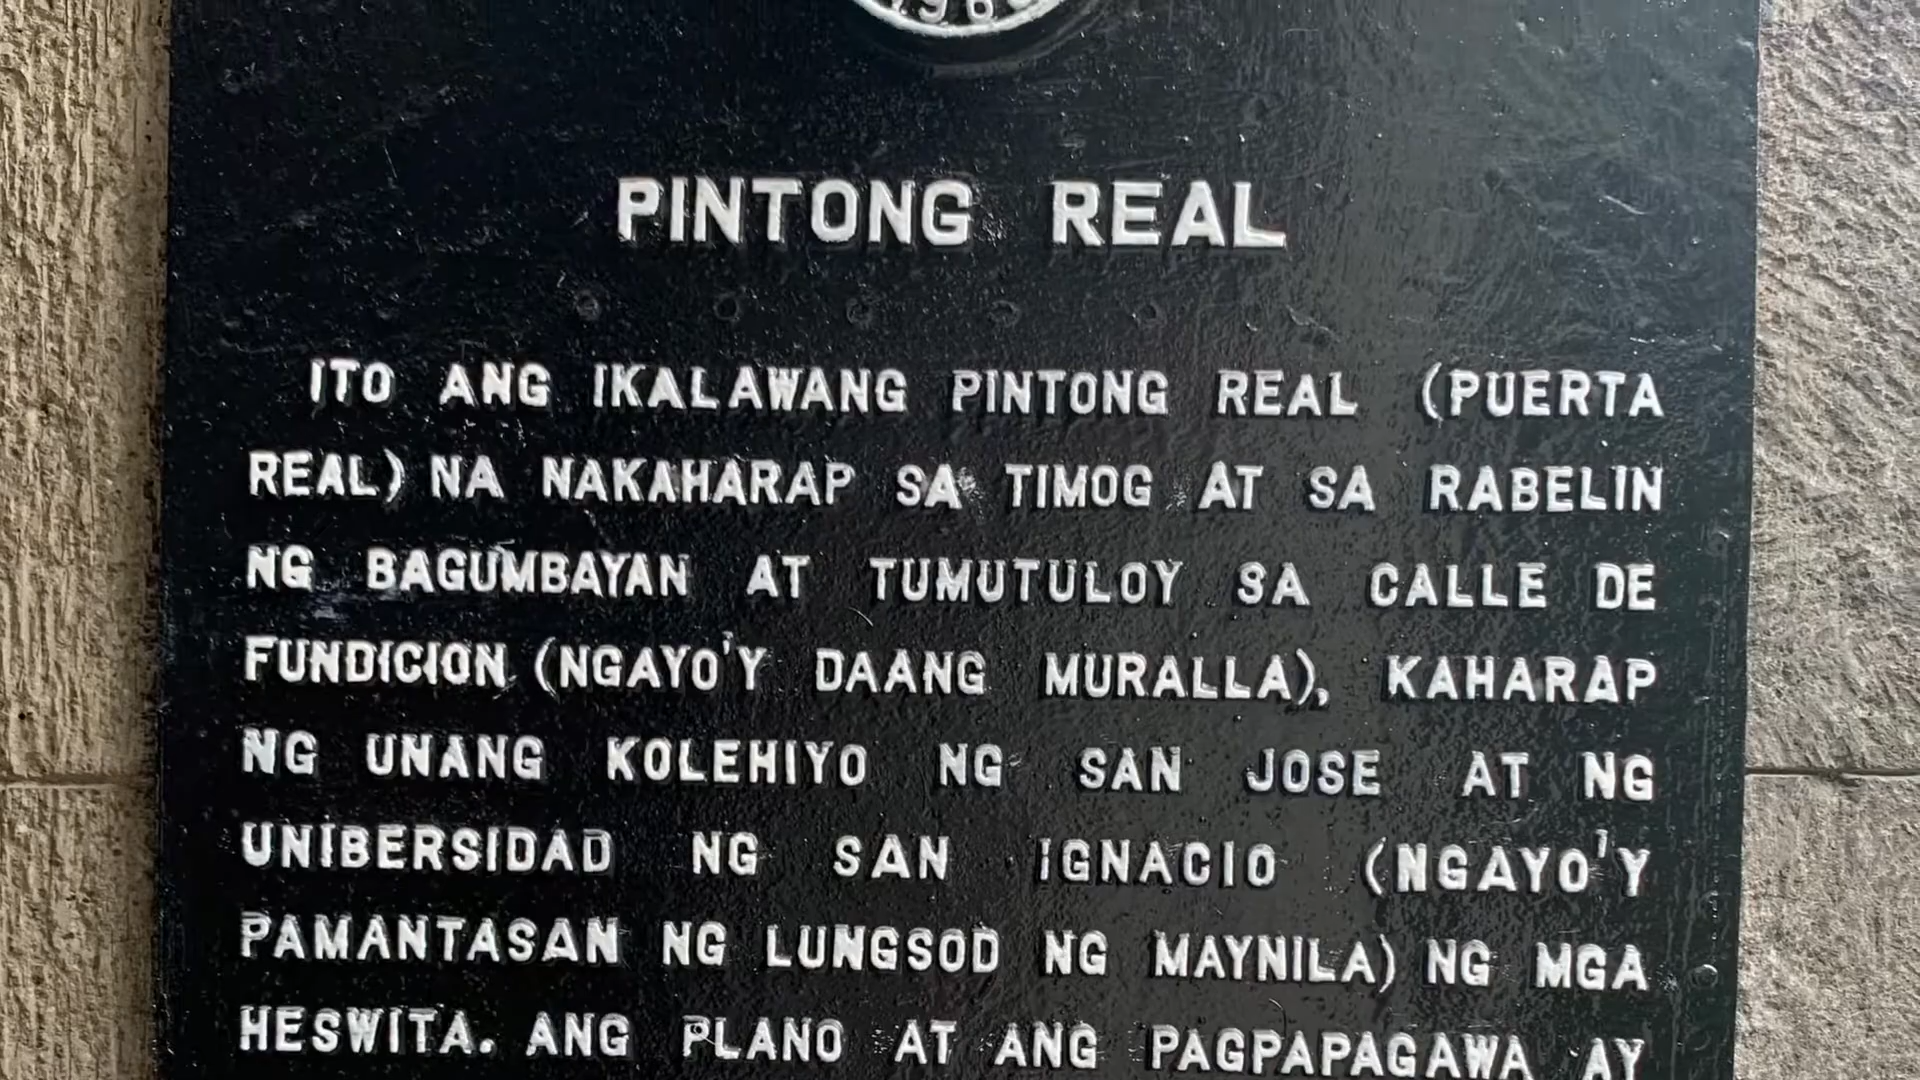 PINTONG REAL
ITO ANG IKALAWANG PINTONG REAL (PUERTA
REAL) NA NAKAHARAP SA TIMOG AT SA RABELIN
NG BAGUMBAYAN AT TUMUTULOY SA CALLE DE
FUNDICION (NGAYO'Y DAANG MURALLA), KAHARAP
NG UNANG KOLEHIYO NG SAN JOSE AT NG
UNIBERSIDAD NG SAN IGNACIO (NGAYO'Y
PAMANTASAN NG LUNGSOD NG MAYNILA) NG MGA
HESWITA. ANG PLANO AT ANG PAGPAPAGAWA AY